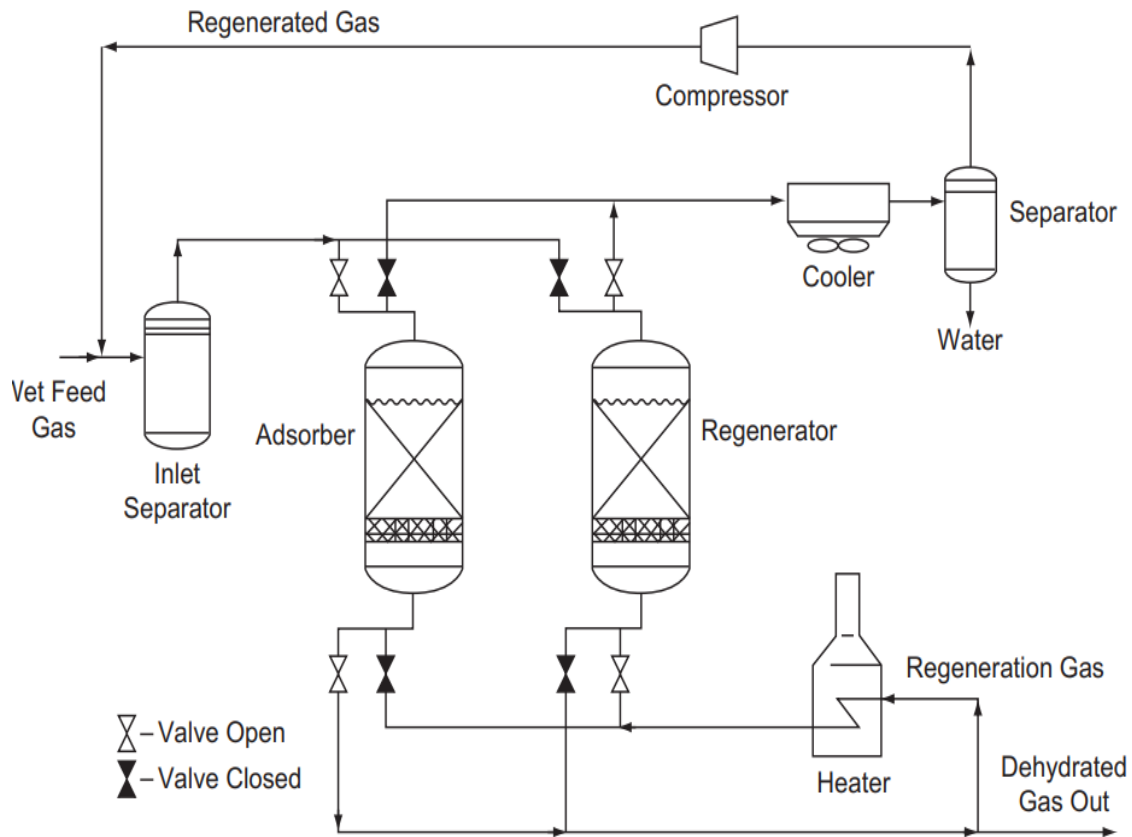 Regenerated Gas
Compressor
Separator
Cooler
Water
Vet Feed
Gas
Inlet
Separator
Adsorber
Regenerator
Regeneration Gas
– Valve Open
– Valve Closed
Heater
Dehydrated
Gas Out